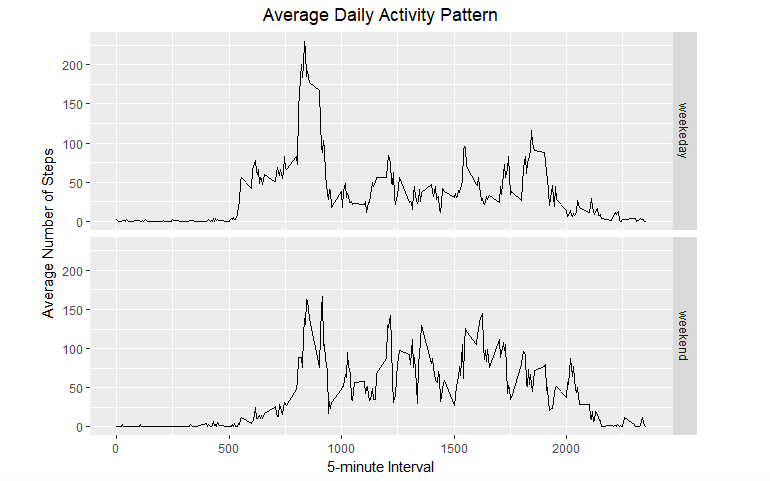 Average Daily Activity Pattern
Average Number of Steps
200
150
100
50
0
weekeday
200
150
100
50
0
weekend
0 500 1000 1500 2000
5-minute Interval